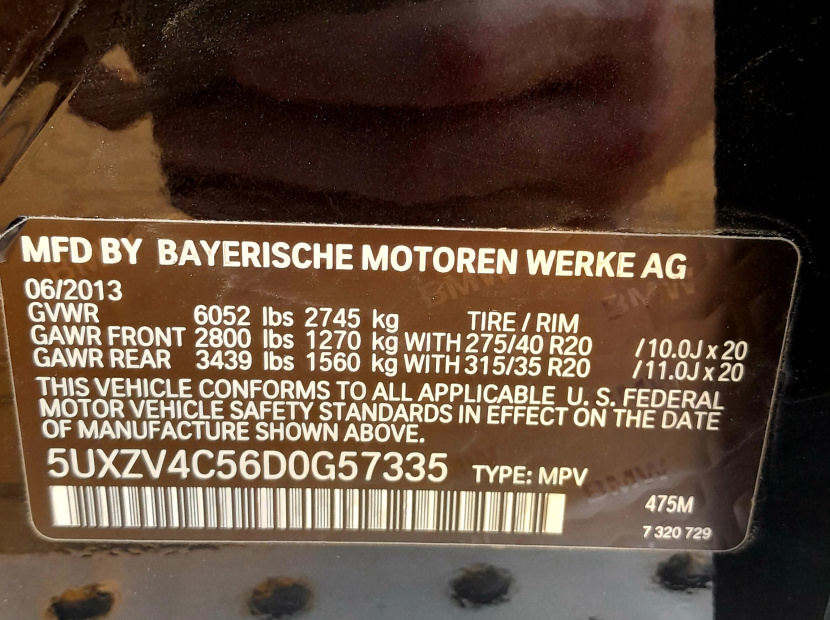 MFD BY BAYERISCHE MOTOREN WERKE AG
06/2013
GVWR 6052 lbs 2745 kg TIRE / RIM
GAWR FRONT 2800 lbs 1270 kg WITH 275/40 R20 /10.0J x 20
GAWR REAR 3439 lbs 1560 kg WITH 315/35 R20 /11.0J x 20
THIS VEHICLE CONFORMS TO ALL APPLICABLE U. S. FEDERAL
MOTOR VEHICLE SAFETY STANDARDS IN EFFECT ON THE DATE
OF MANUFACTURE SHOWN ABOVE.
5UXZV4C56D0G57335 TYPE: MPV
475M
7 320 729